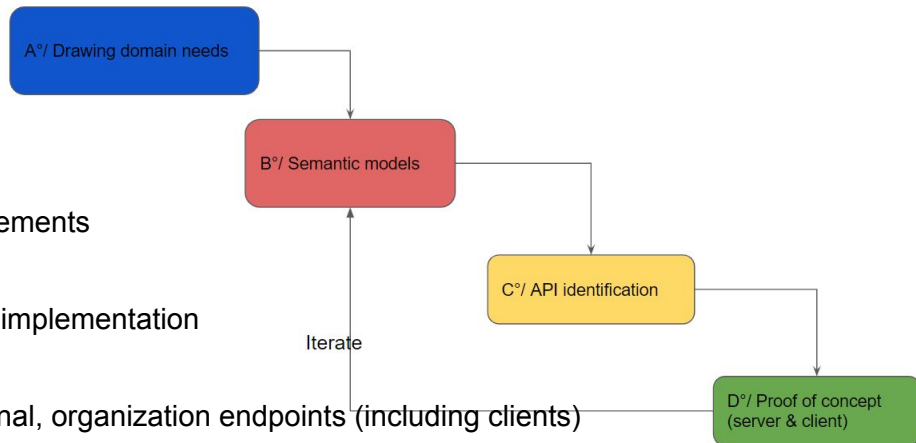 A°/ Drawing domain needs
B°/ Semantic models
ements
C°/ API identification
implementation
Iterate
nal, organization endpoints (including clients)
D°/ Proof of concept
(server & client)